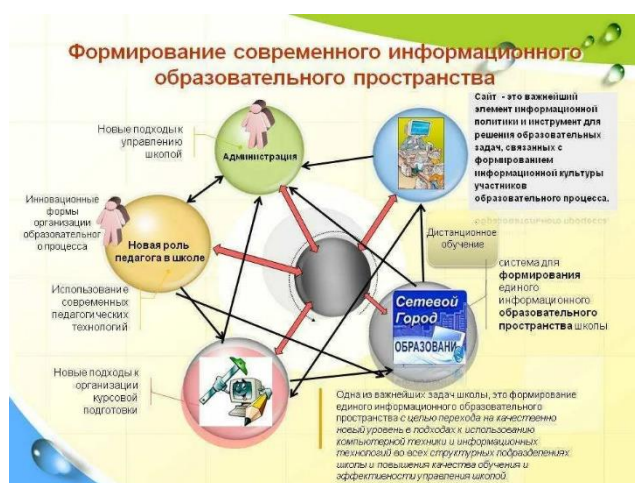 Формирование современного информационного
образовательного пространства
Новые подходы к
управлению
школой
Администрация
Сайт - это важнейший
элемент информационной
политики и инструмент для
решения образовательных
задач, связанных с
формированием
информационной культуры
участников
образовательного процесса.
Инновационные
формы
организации
образовательног
о процесса
Новая роль
педагога в школе
Использование
современных
педагогических
технологий
Дистанционное
обучение
система для
формирования
единого
информационного
образовательного
пространства школы
Сетевой
Город
ОБРАЗОВАНИ
Новые подходы к
организации
курсовой
подготовки
Одна из важнейших задач школы, это формирование
единого информационного образовательного
пространства с целью перехода на качественно
новый уровень в подходах к использованию
компьютерной техники и информационных
технологий во всех структурных подразделениях
школы и повышения качества обучения и
эффективности управления школой.